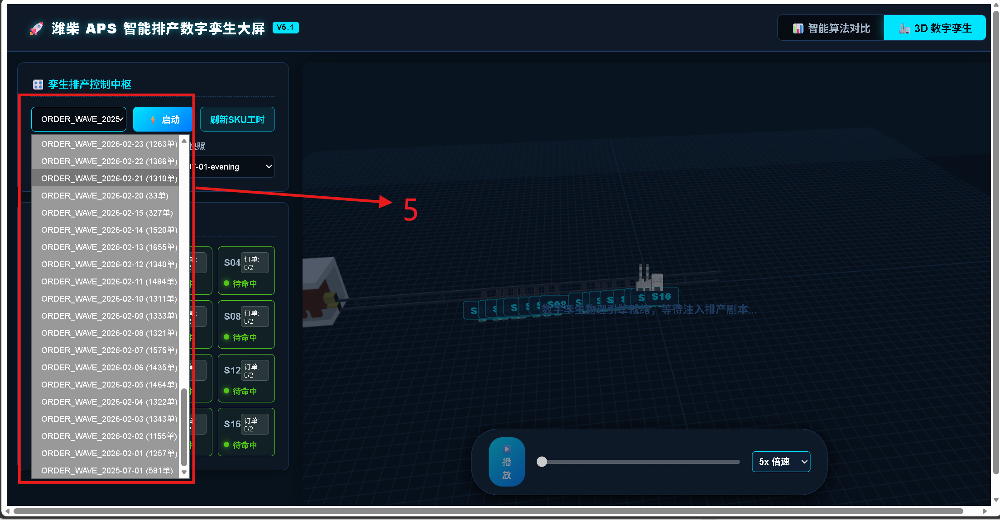 潍柴 APS 智能排产数字孪生大屏 V5.1
智能算法对比
3D 数字孪生
孪生排产控制中枢
ORDER_WAVE_2025
启动
刷新SKU工时
快照
07-01-evening
ORDER_WAVE_2026-02-23 (1263单)
ORDER_WAVE_2026-02-22 (1366单)
ORDER_WAVE_2026-02-21 (1310单)
ORDER_WAVE_2026-02-20 (33单)
ORDER_WAVE_2026-02-15 (327单)
ORDER_WAVE_2026-02-14 (1520单)
ORDER_WAVE_2026-02-13 (1655单)
ORDER_WAVE_2026-02-12 (1340单)
ORDER_WAVE_2026-02-11 (1484单)
ORDER_WAVE_2026-02-10 (1311单)
ORDER_WAVE_2026-02-09 (1333单)
ORDER_WAVE_2026-02-08 (1321单)
ORDER_WAVE_2026-02-07 (1575单)
ORDER_WAVE_2026-02-06 (1435单)
ORDER_WAVE_2026-02-05 (1464单)
ORDER_WAVE_2026-02-04 (1322单)
ORDER_WAVE_2026-02-03 (1343单)
ORDER_WAVE_2026-02-02 (1155单)
ORDER_WAVE_2026-02-01 (1257单)
ORDER_WAVE_2025-07-01 (581单)
5
S04
订单:
0/2
待命中
S08
订单:
0/2
待命中
S12
订单:
0/2
待命中
S16
订单:
0/2
待命中
S08
S16
数字孪生物理引擎就绪，等待注入排产剧本...
播
放
5x 倍速